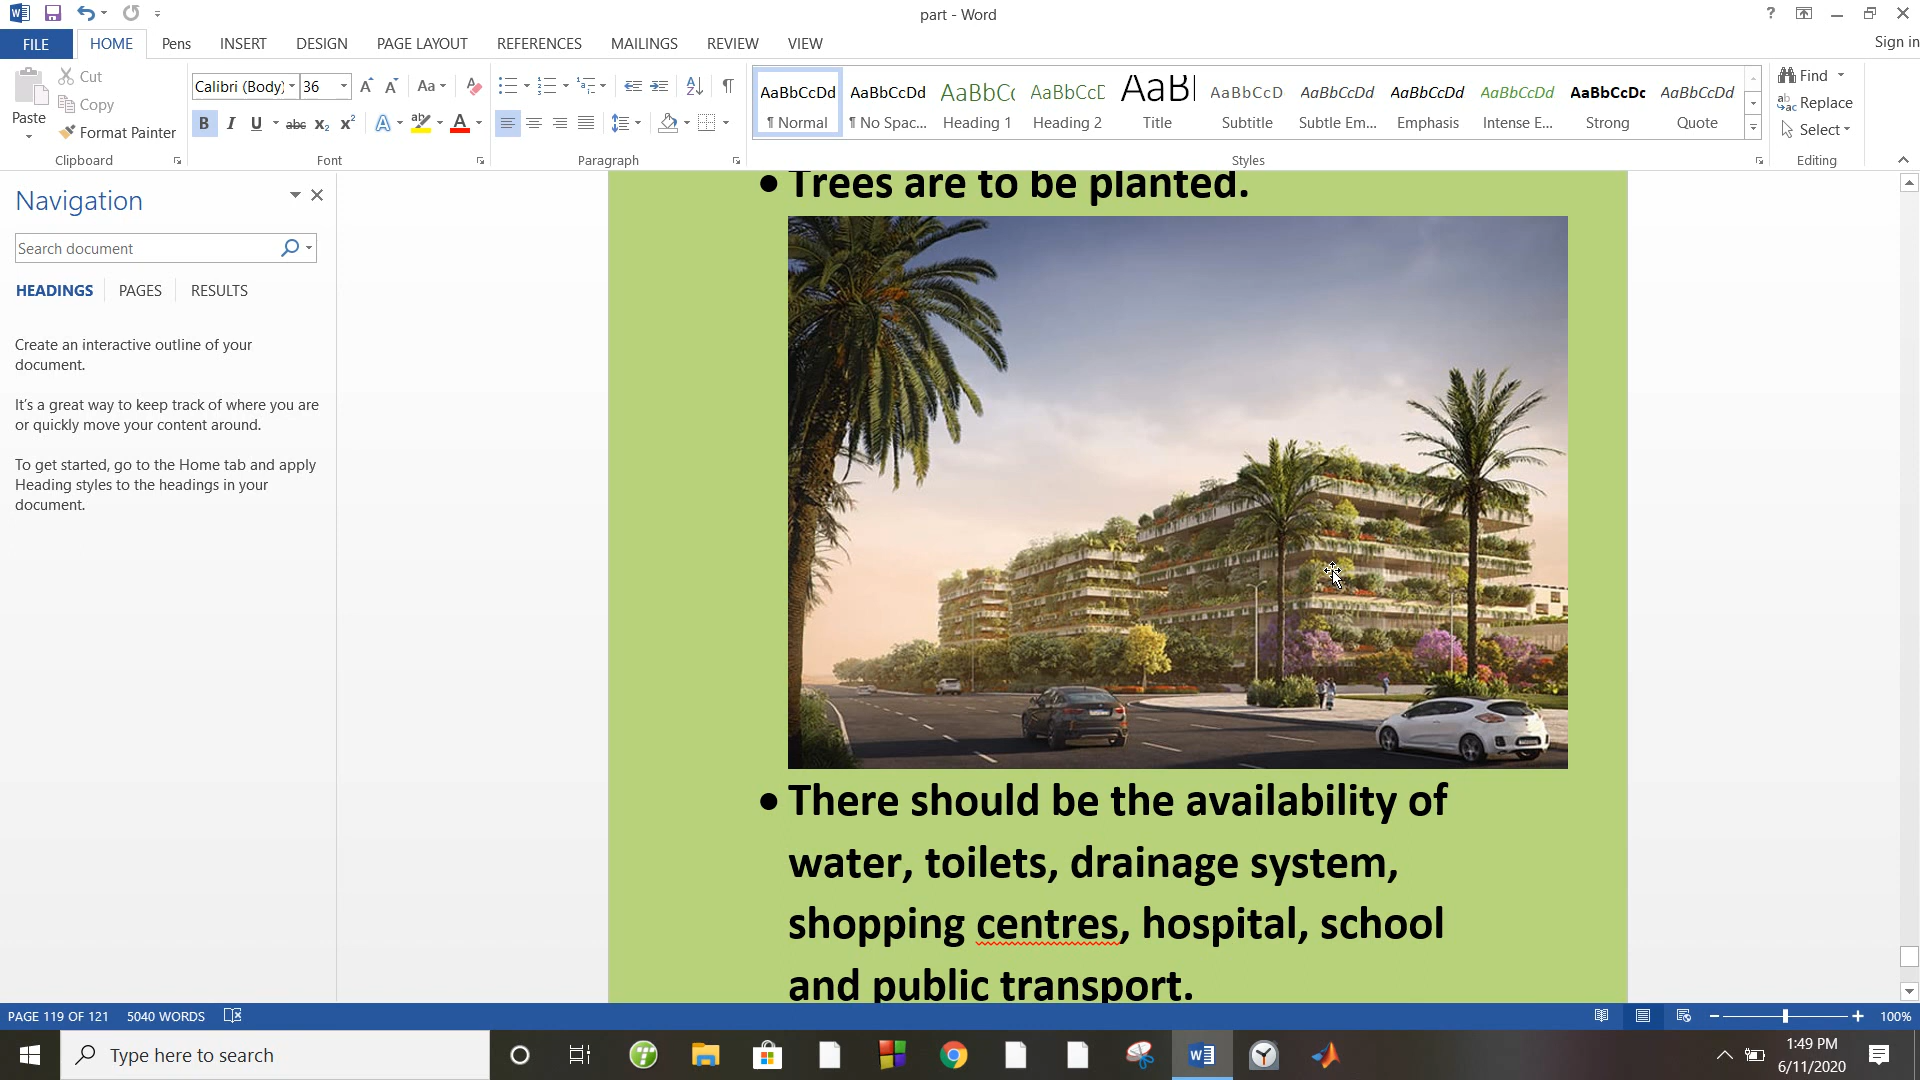 part - Word
?
FILE
HOME
Pens
INSERT
DESIGN
PAGE LAYOUT
REFERENCES
MAILINGS
REVIEW
VIEW
Sign in
Paste
Cut
Copy
Format Painter
Clipboard
Calibri (Body)
36
Font
Paragraph
AaBbCcDd
¶ Normal
AaBbCcDd
¶ No Spac...
AaBbCc
Heading 1
AaBbCcD
Heading 2
AaBb
Title
AaBbCcD
Subtitle
AaBbCcDd
Subtle Em...
AaBbCcDd
Emphasis
AaBbCcDd
Intense E...
AaBbCcDc
Strong
AaBbCcDd
Quote
Styles
Find
Replace
Select
Editing
Navigation
Search document
HEADINGS
PAGES
RESULTS
Create an interactive outline of your
document.
It's a great way to keep track of where you are
or quickly move your content around.
To get started, go to the Home tab and apply
Heading styles to the headings in your
document.
• Trees are to be planted.
• There should be the availability of
water, toilets, drainage system,
shopping centres, hospital, school
and public transport.
PAGE 119 OF 121
5040 WORDS
100%
Type here to search
1:49 PM
6/11/2020